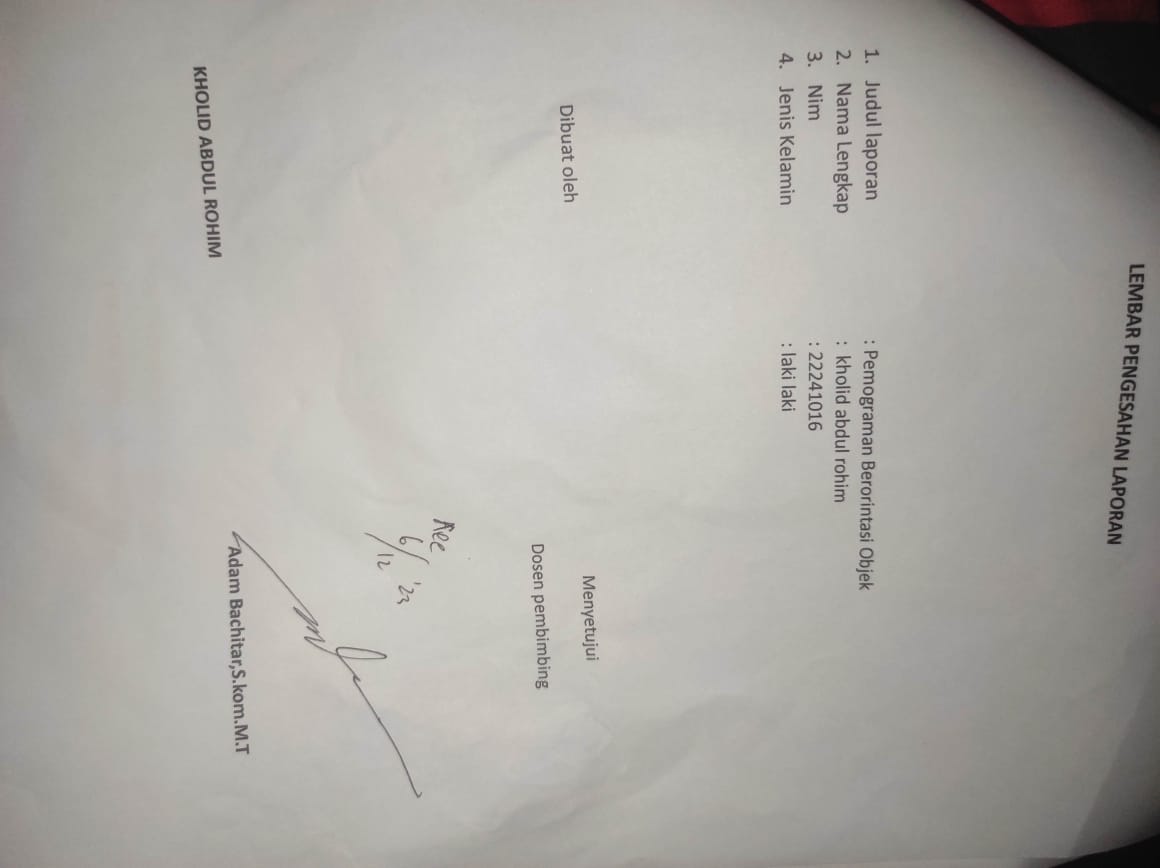 LEMBAR PENGESAHAN LAPORAN
1. Judul laporan : Pemograman Berorintasi Objek
2. Nama Lengkap : kholid abdul rohim
3. Nim : 22241016
4. Jenis Kelamin : laki laki
Menyetujui
Dibuat oleh
Dosen pembimbing
Acc
6/12 '23
KHOLID ABDUL ROHIM
Adam Bachitar,S.kom.M.T